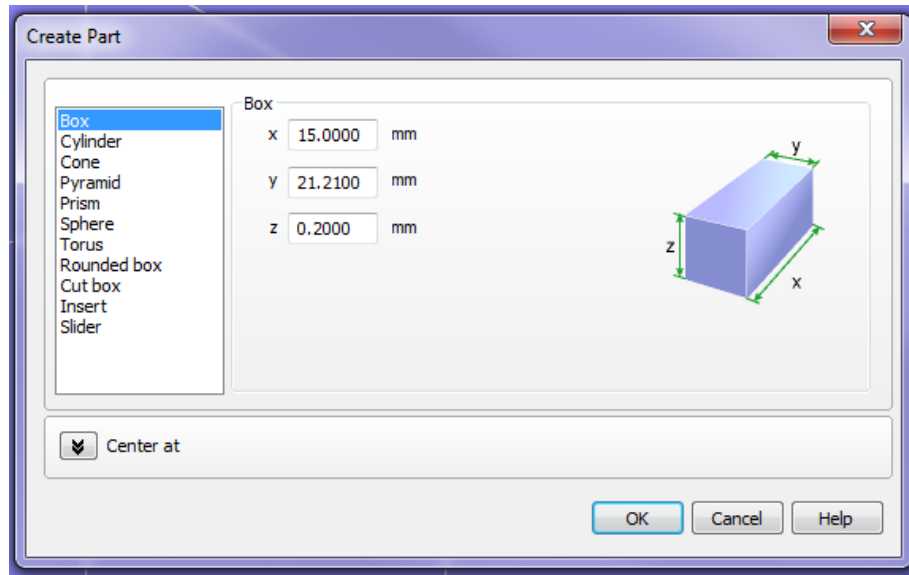 Create Part
Box
Cylinder
Cone
Pyramid
Prism
Sphere
Torus
Rounded box
Cut box
Insert
Slider
Box
x 15.0000 mm
y 21.2100 mm
z 0.2000 mm
y
z
x
Center at
OK Cancel Help